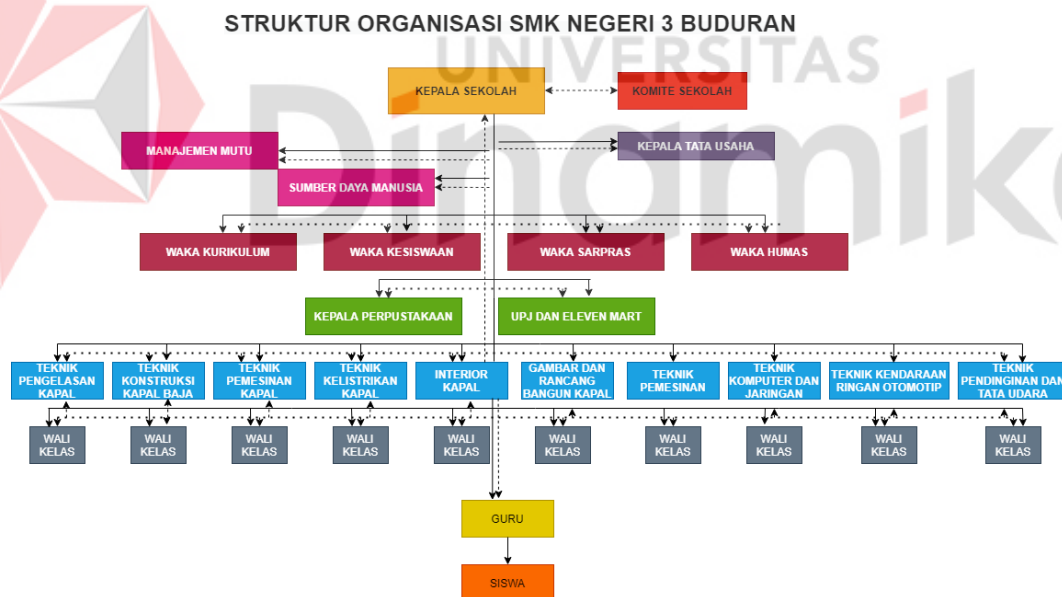 STRUKTUR ORGANISASI SMK NEGERI 3 BUDURAN
UNIVERSITAS
Dinamika
KEPALA SEKOLAH
KOMITE SEKOLAH
MANAJEMEN MUTU
KEPALA TATA USAHA
SUMBER DAYA MANUSIA
WAKA KURIKULUM
WAKA KESISWAAN
WAKA SARPRAS
WAKA HUMAS
KEPALA PERPUSTAKAAN
UPJ DAN ELEVEN MART
TEKNIK
PENGELASAN
KAPAL
TEKNIK
KONSTRUKSI
KAPAL BAJA
TEKNIK
PEMESINAN
KAPAL
TEKNIK
KELISTRIKAN
KAPAL
INTERIOR
KAPAL
GAMBAR DAN
RANCANG
BANGUN KAPAL
TEKNIK
PEMESINAN
TEKNIK
KOMPUTER DAN
JARINGAN
TEKNIK KENDARAAN
RINGAN OTOMOTIP
TEKNIK
PENDINGINAN DAN
TATA UDARA
WALI
KELAS
WALI
KELAS
WALI
KELAS
WALI
KELAS
WALI
KELAS
WALI
KELAS
WALI
KELAS
WALI
KELAS
WALI
KELAS
WALI
KELAS
GURU
SISWA